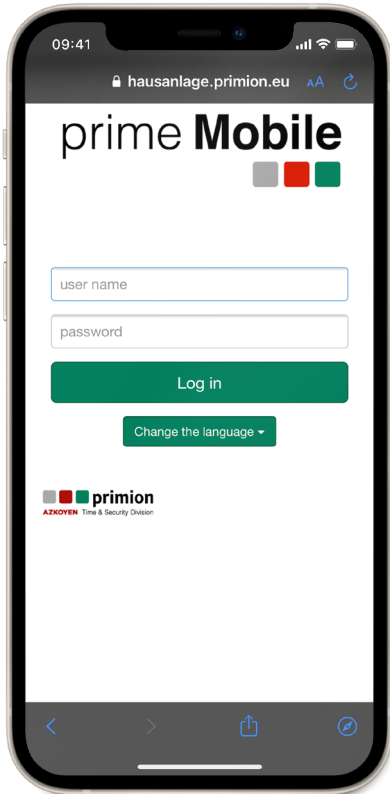 09:41
hausanlage.primion.eu AA
prime Mobile
user name
password
Log in
Change the language
primion
AZKOYEN Time & Security Division